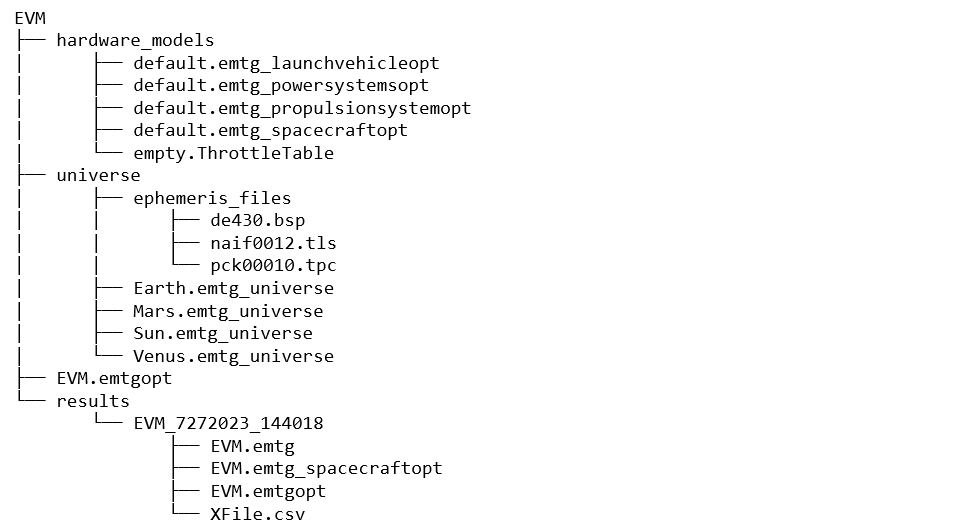 EVM
├── hardware_models
│      ├── default.emtg_launchvehicleopt
│      ├── default.emtg_powersystemsopt
│      ├── default.emtg_propulsionsystemopt
│      ├── default.emtg_spacecraftopt
│      └── empty.ThrottleTable
├── universe
│      ├── ephemeris_files
│      │      ├── de430.bsp
│      │      ├── naif0012.tls
│      │      └── pck00010.tpc
│      ├── Earth.emtg_universe
│      ├── Mars.emtg_universe
│      ├── Sun.emtg_universe
│      └── Venus.emtg_universe
├── EVM.emtgopt
└── results
       └── EVM_7272023_144018
              ├── EVM.emtg
              ├── EVM.emtg_spacecraftopt
              ├── EVM.emtgopt
              └── XFile.csv